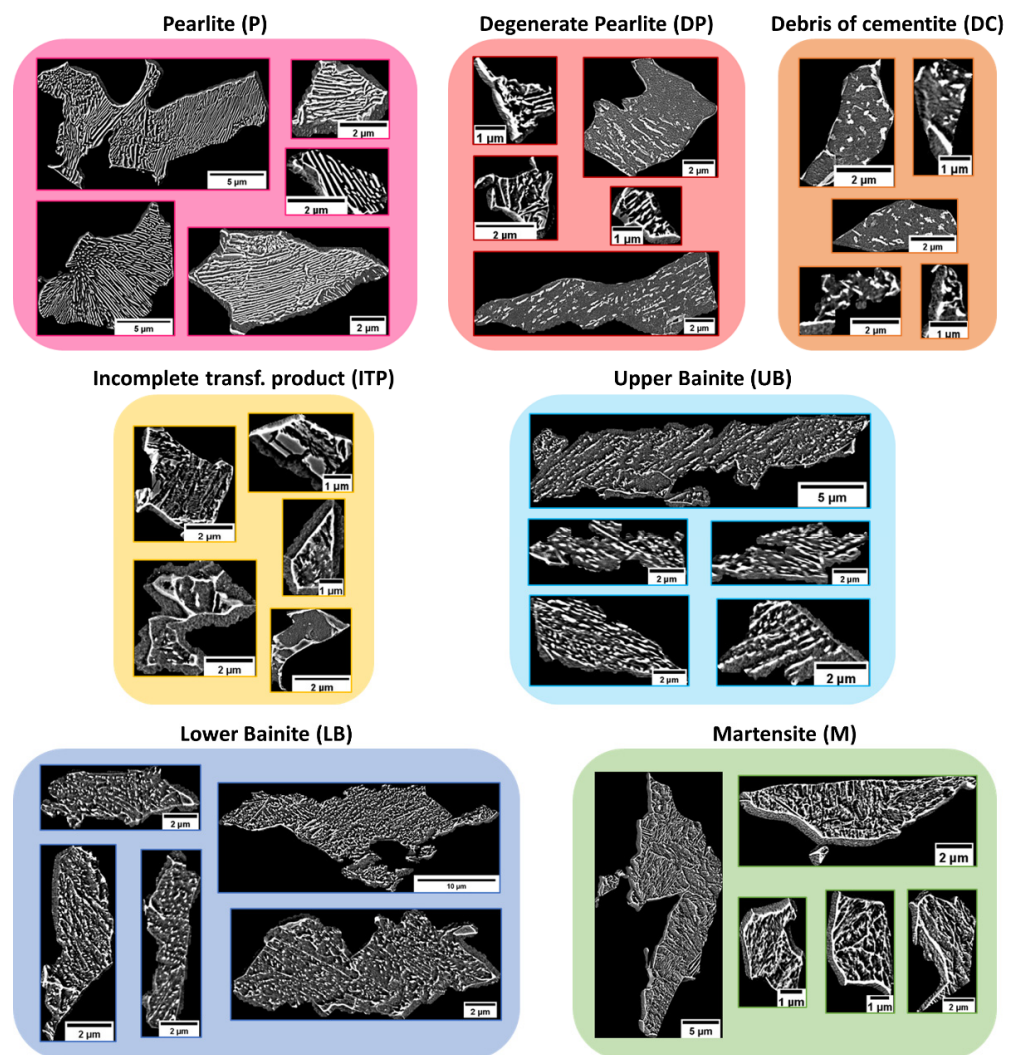 Pearlite (P)
Degenerate Pearlite (DP)
Debris of cementite (DC)
5 µm
2 µm
2 µm
5 µm
2 µm
1 µm
2 µm
2 µm
1 µm
2 µm
2 µm
1 µm
2 µm
2 µm
1 µm
Incomplete transf. product (ITP)
Upper Bainite (UB)
2 µm
1 µm
1 µm
2 µm
2 µm
5 µm
2 µm
2 µm
2 µm
2 µm
Lower Bainite (LB)
Martensite (M)
2 µm
10 µm
2 µm
2 µm
2 µm
5 µm
2 µm
1 µm
1 µm
2 µm